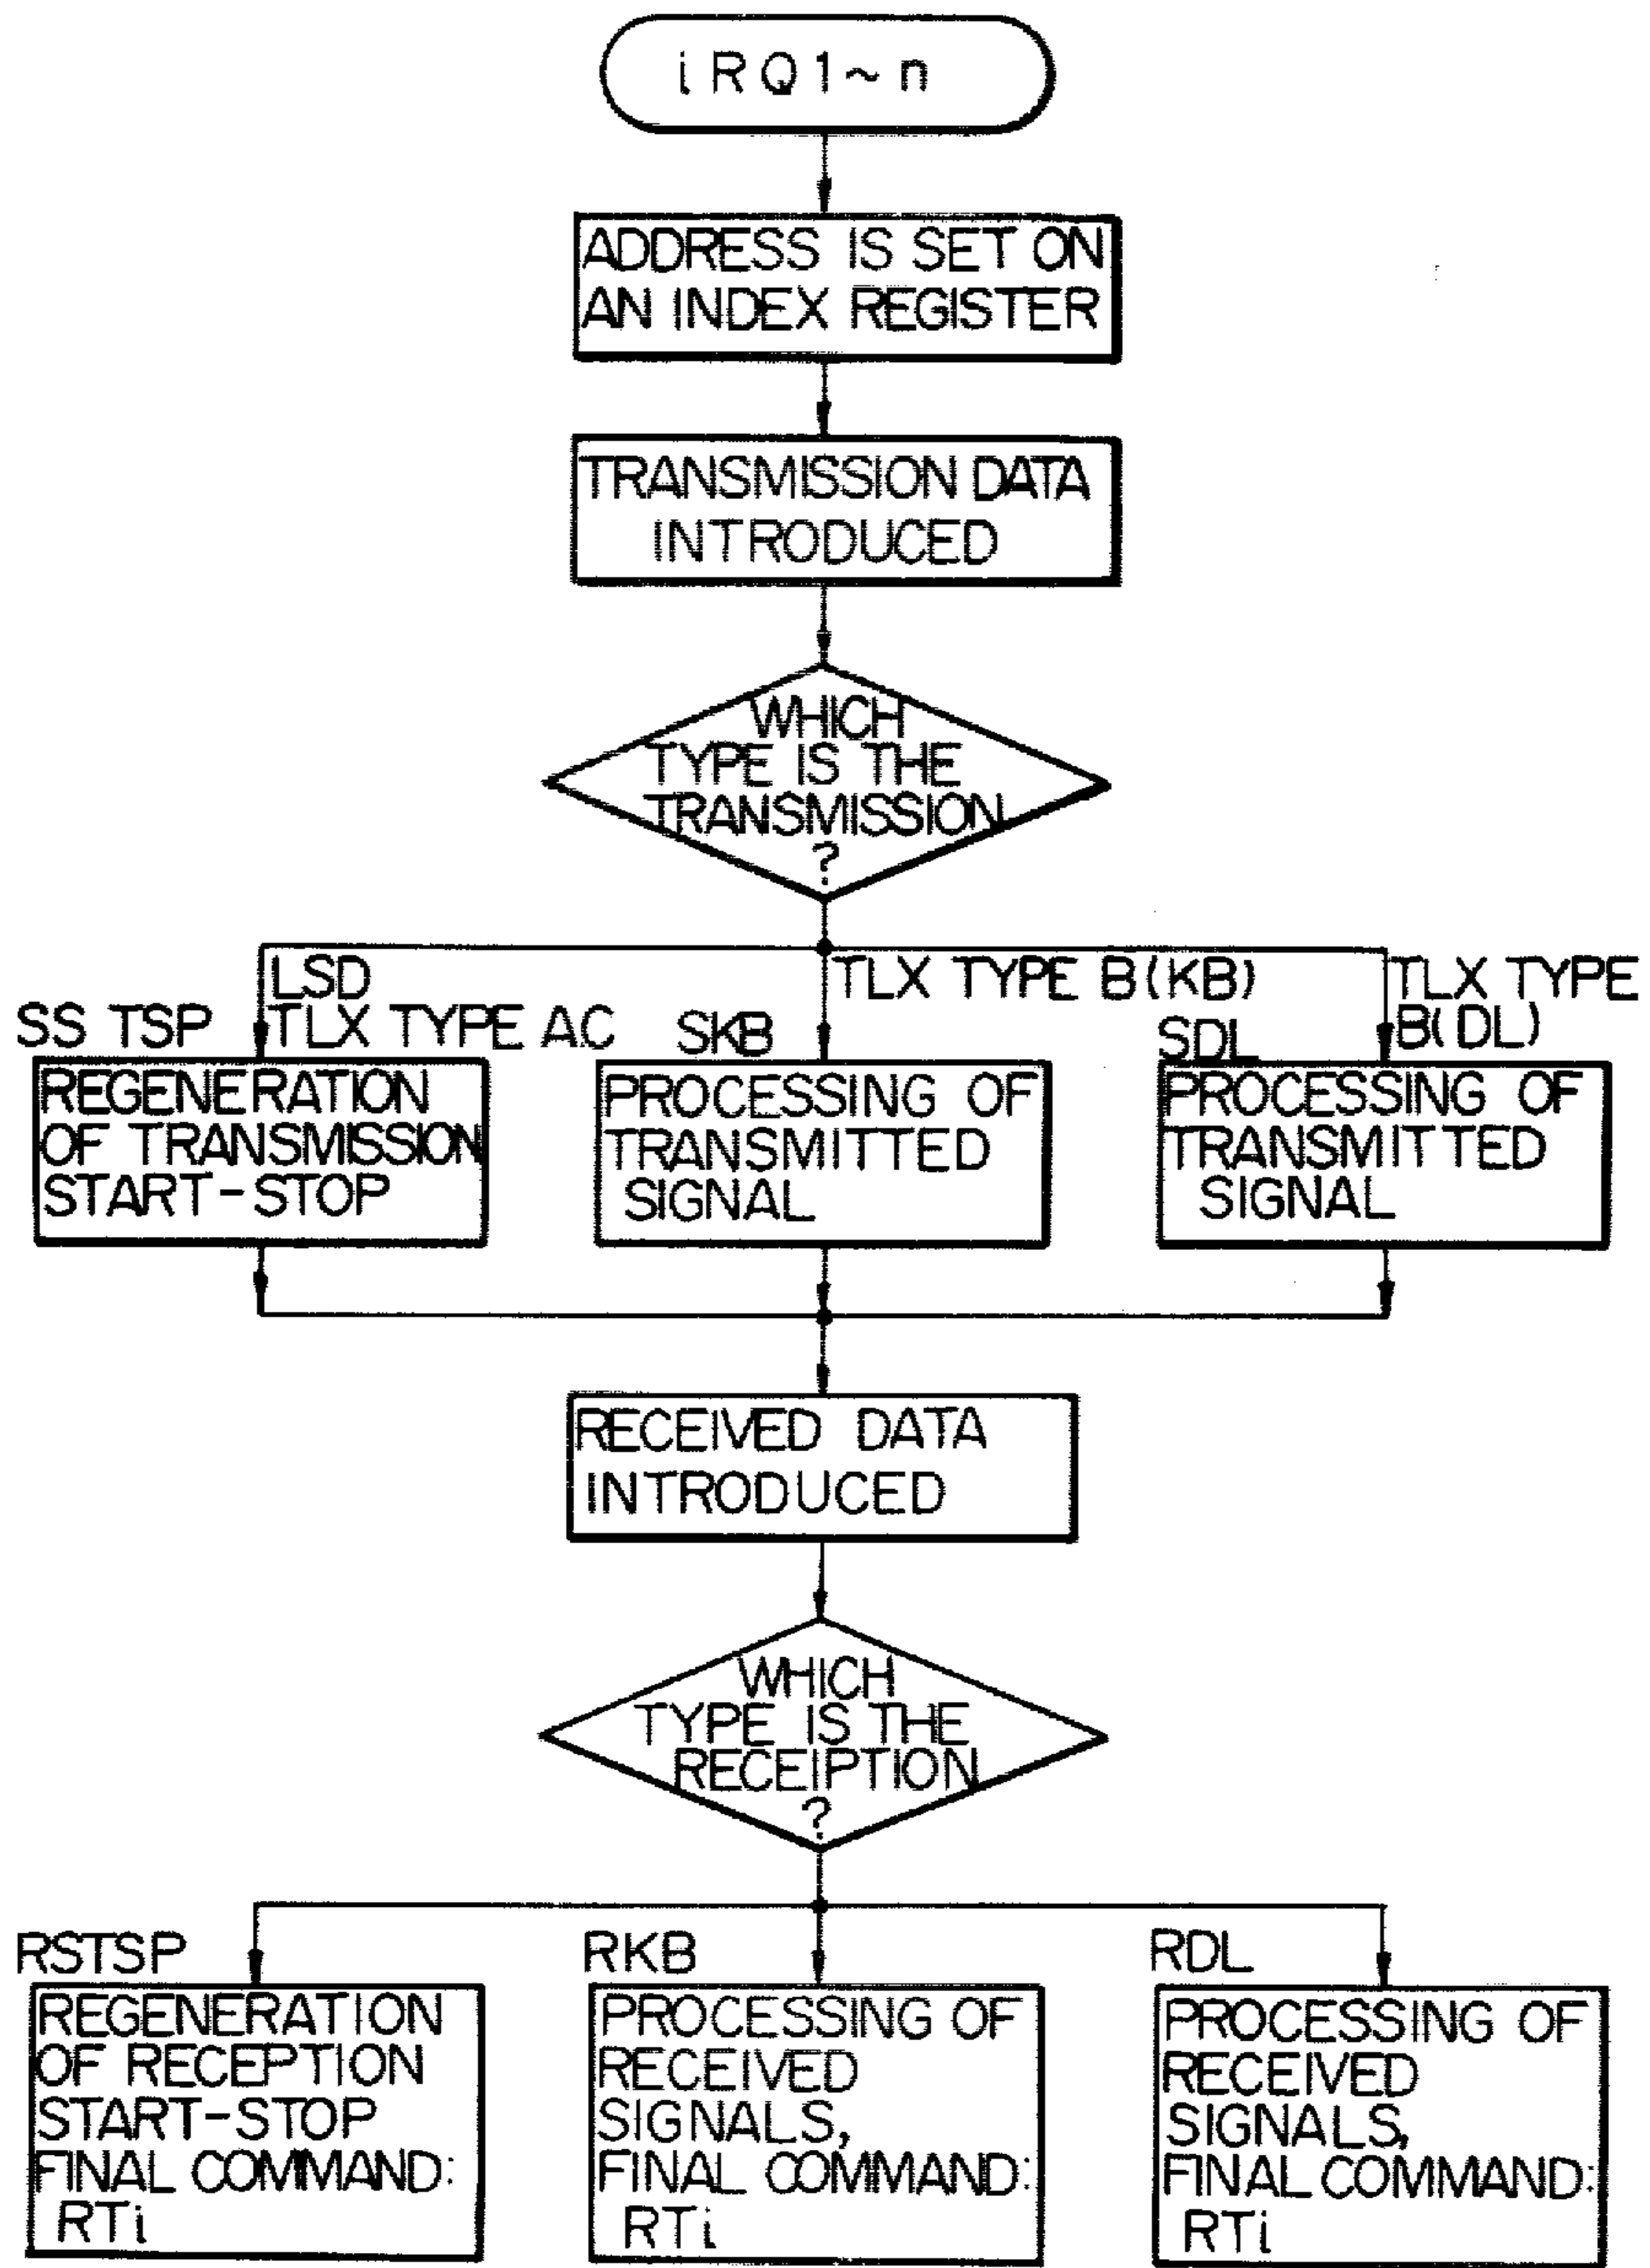 iRQ1~n
ADDRESS IS SET ON
AN INDEX REGISTER
TRANSMISSION DATA
INTRODUCED
WHICH
TYPE IS THE
TRANSMISSION
?
LSD
TLX TYPE AC
TLX TYPE B(KB)
TLX TYPE
B(DL)
SS TSP
REGENERATION
OF TRANSMISSION
START-STOP
SKB
PROCESSING OF
TRANSMITTED
SIGNAL
SDL
PROCESSING OF
TRANSMITTED
SIGNAL
RECEIVED DATA
INTRODUCED
WHICH
TYPE IS THE
RECEIPTION
?
RSTSP
REGENERATION
OF RECEPTION
START-STOP
FINAL COMMAND:
RTi
RKB
PROCESSING OF
RECEIVED
SIGNALS,
FINAL COMMAND:
RTi
RDL
PROCESSING OF
RECEIVED
SIGNALS,
FINAL COMMAND:
RTi